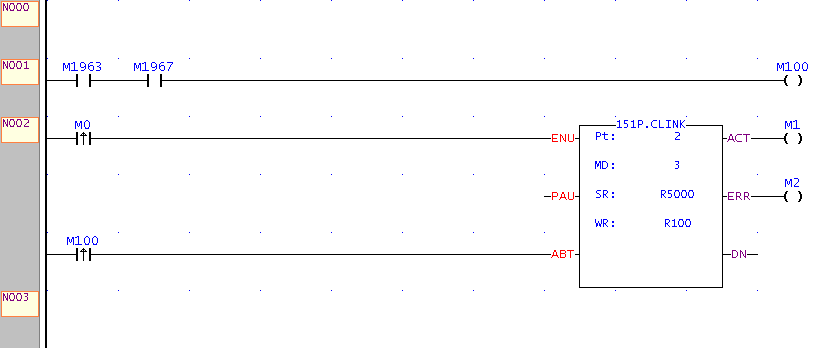 N000
N001
M1963 M1967 M100
N002
M0 151P.CLINK M1
ENU Pt: 2 ACT
MD: 3
M2
PAU SR: R5000 ERR
WR: R100
M100
ABT DN
N003